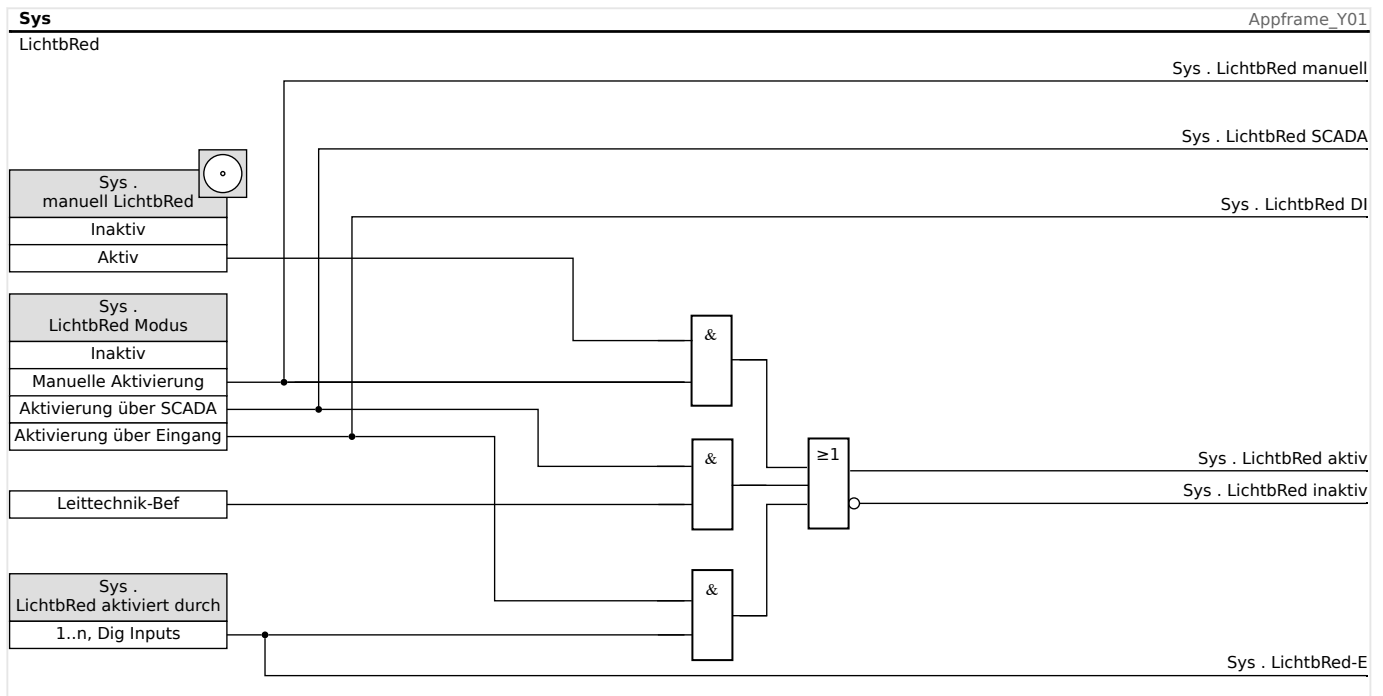 Sys
Appframe_Y01
LichtbRed
Sys . LichtbRed manuell
Sys . LichtbRed SCADA
Sys .
manuell LichtbRed
Sys . LichtbRed DI
Inaktiv
Aktiv
Sys .
LichtbRed Modus
&
Inaktiv
Manuelle Aktivierung
Aktivierung über SCADA
Aktivierung über Eingang
&
≥1
Sys . LichtbRed aktiv
Sys . LichtbRed inaktiv
Leittechnik-Bef
Sys .
LichtbRed aktiviert durch
&
1..n, Dig Inputs
Sys . LichtbRed-E